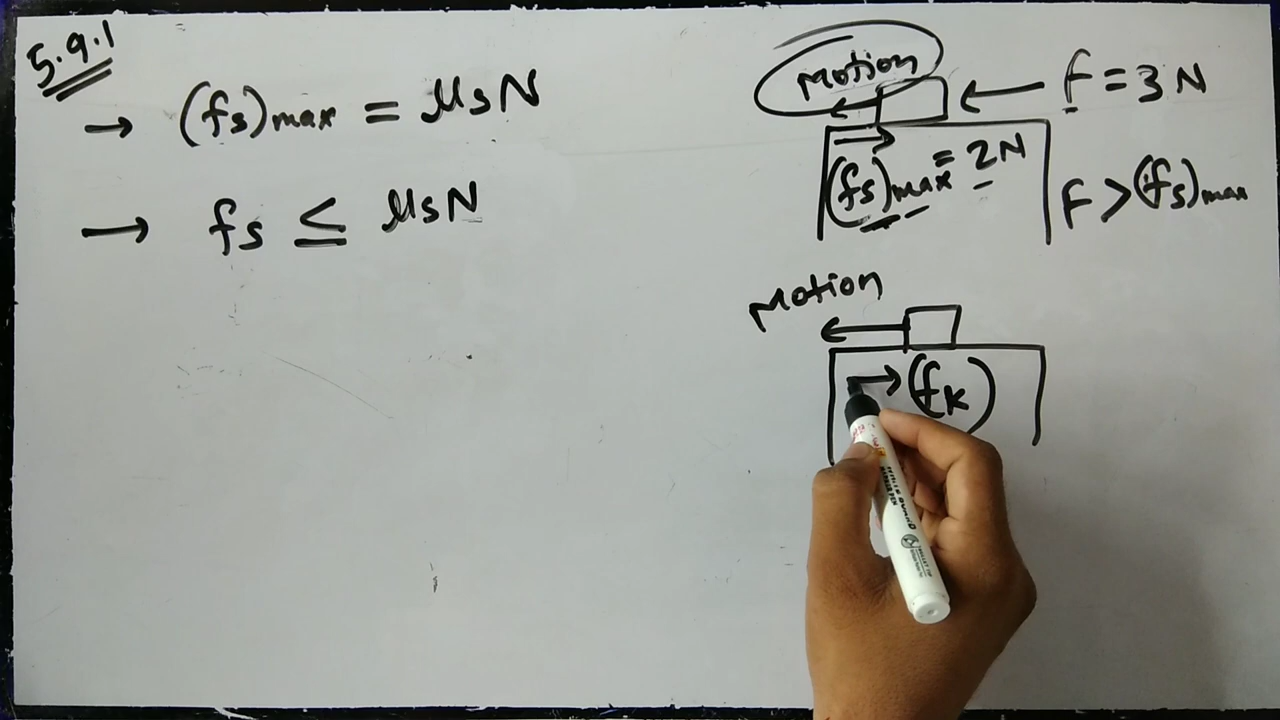 5.9.1
→ (fs)max = μsN
→ fs ≤ μsN
Motion
F = 3 N
(fs)max = 2N
F > (fs)max
Motion
(fk)